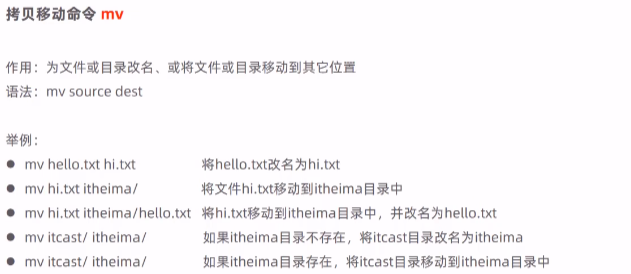 拷贝移动命令 mv
作用：为文件或目录改名、或将文件或目录移动到其它位置
语法：mv source dest
举例：
● mv hello.txt hi.txt 将hello.txt改名为hi.txt
● mv hi.txt itheima/ 将文件hi.txt移动到itheima目录中
● mv hi.txt itheima/hello.txt 将hi.txt移动到itheima目录中，并改名为hello.txt
● mv itcast/ itheima/ 如果itheima目录不存在，将itcast目录改名为itheima
● mv itcast/ itheima/ 如果itheima目录存在，将itcast目录移动到itheima目录中